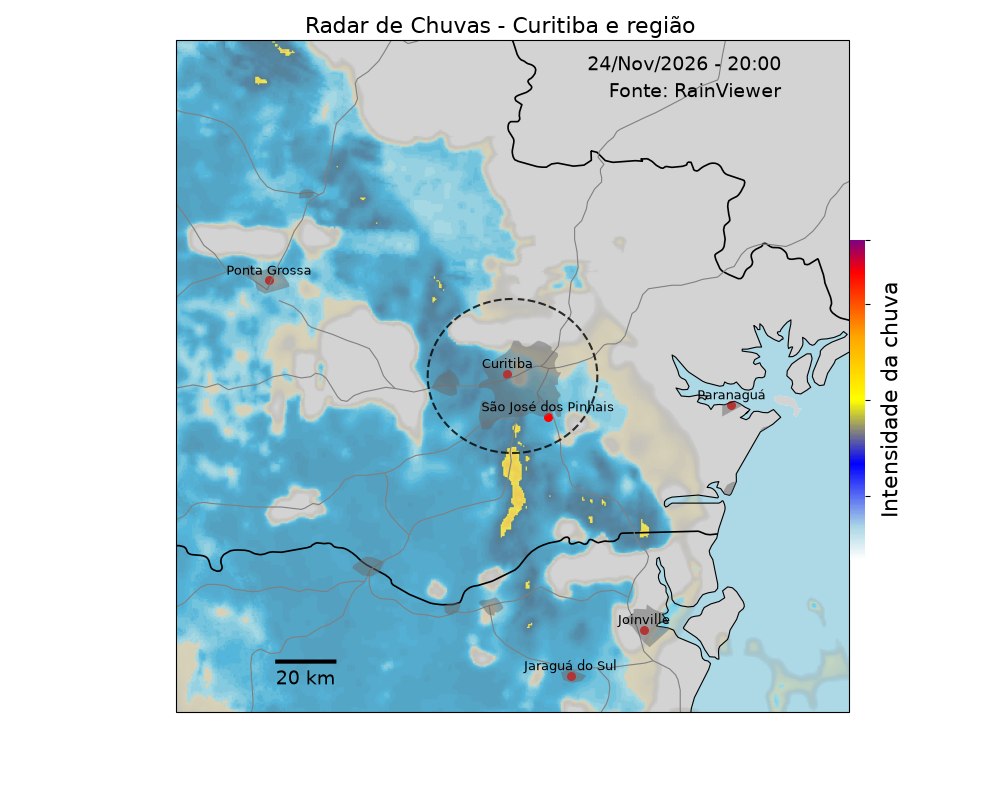 Radar de Chuvas - Curitiba e região
24/Nov/2026 - 20:00
Fonte: RainViewer
Ponta Grossa
Curitiba
São José dos Pinhais
Paranaguá
Joinville
Jaraguá do Sul
20 km
Intensidade da chuva